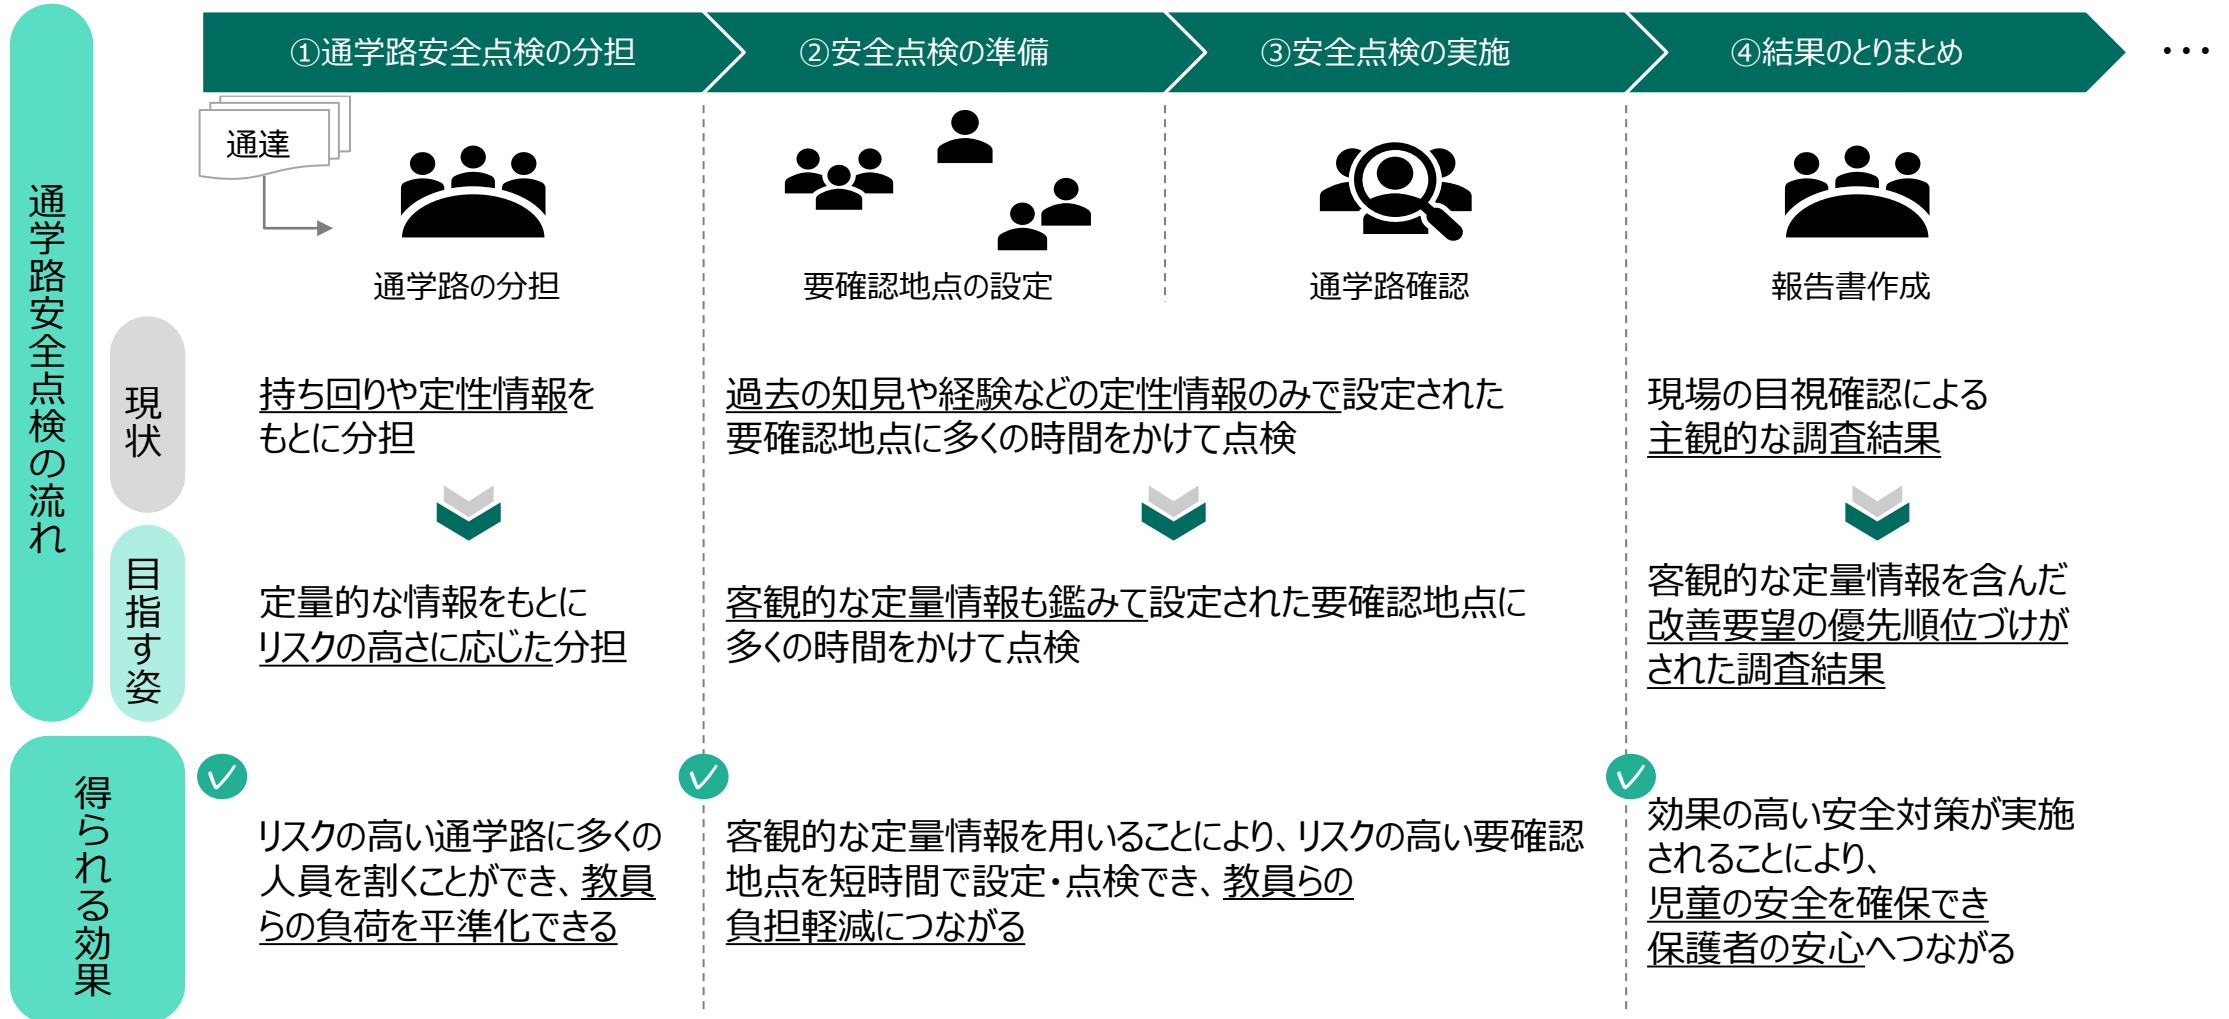 ①通学路安全点検の分担
②安全点検の準備
③安全点検の実施
④結果のとりまとめ
・・・
通学路安全点検の流れ
通達
通学路の分担
要確認地点の設定
通学路確認
報告書作成
現状
持ち回りや定性情報を
もとに分担
過去の知見や経験などの定性情報のみで設定された
要確認地点に多くの時間をかけて点検
現場の目視確認による
主観的な調査結果
目指す姿
定量的な情報をもとに
リスクの高さに応じた分担
客観的な定量情報も鑑みて設定された要確認地点に
多くの時間をかけて点検
客観的な定量情報を含んだ
改善要望の優先順位づけが
された調査結果
得られる効果
リスクの高い通学路に多くの
人員を割くことができ、教員
らの負荷を平準化できる
客観的な定量情報を用いることにより、リスクの高い要確認
地点を短時間で設定・点検でき、教員らの
負担軽減につながる
効果の高い安全対策が実施
されることにより、
児童の安全を確保でき
保護者の安心へつながる